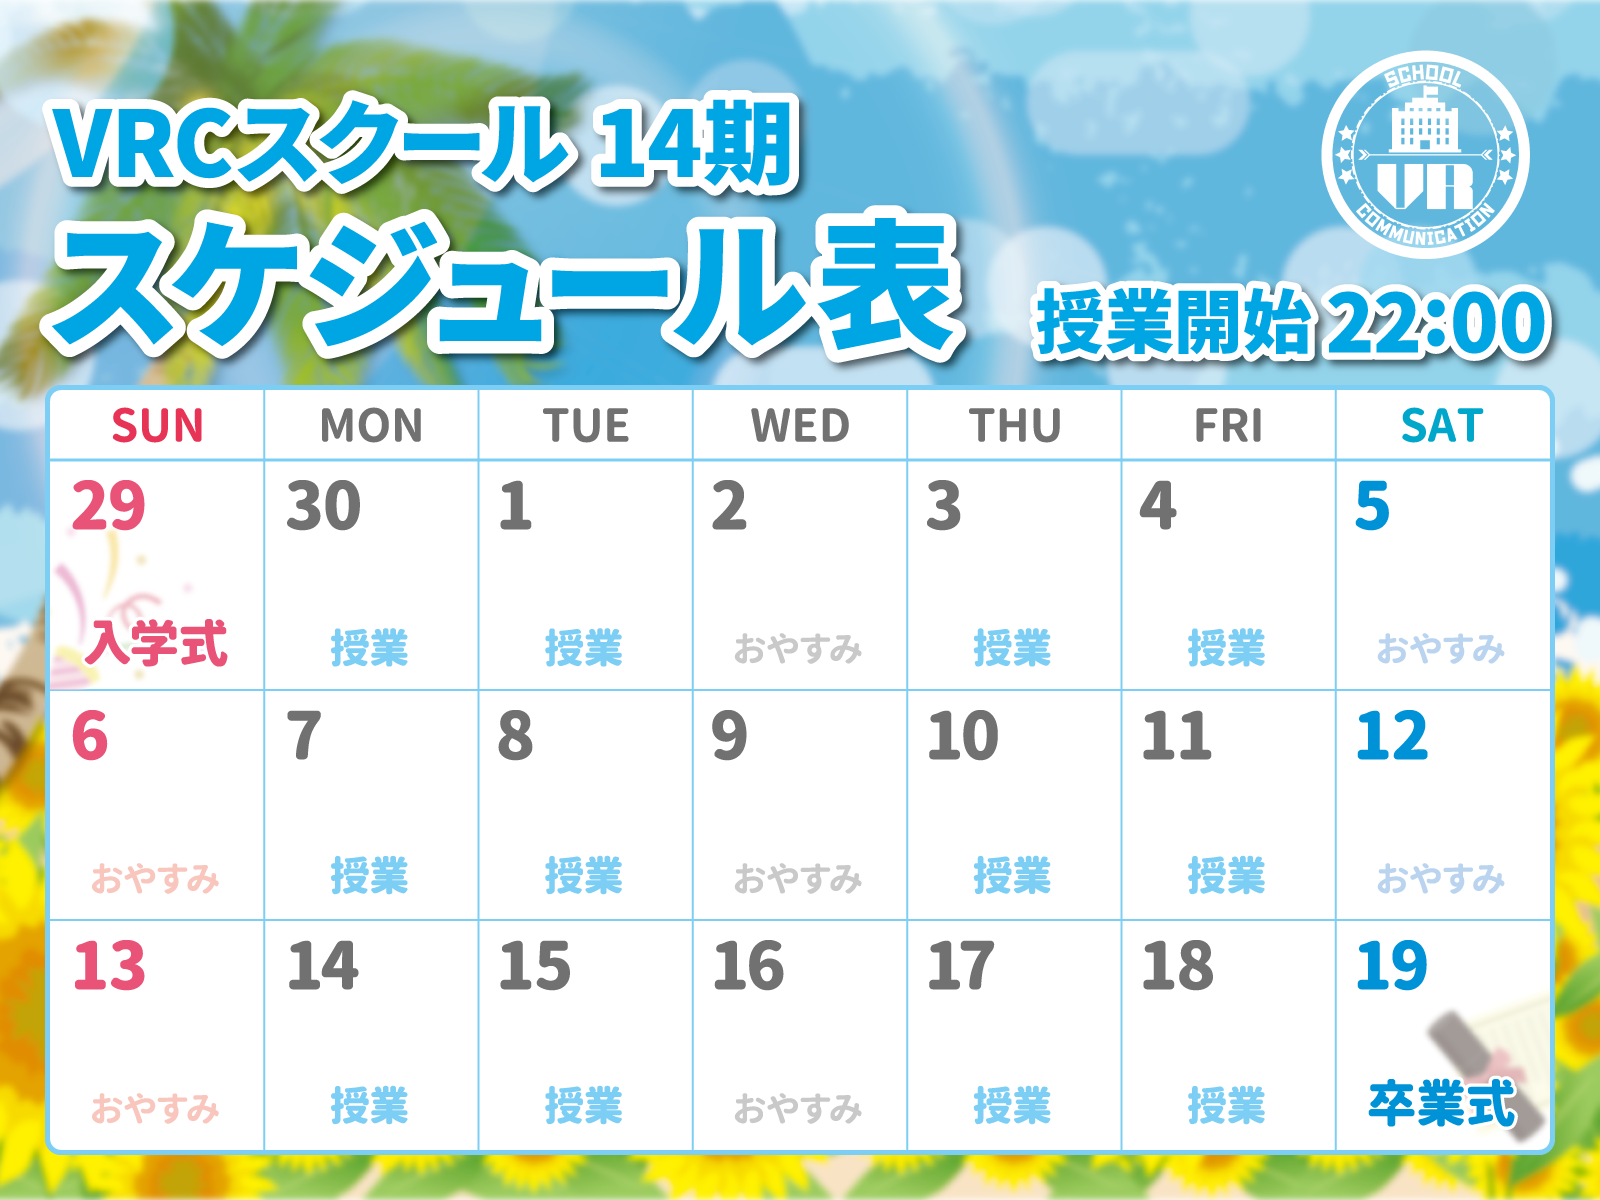 VRCスクール 14期
スケジュール表
SCHOOL
VR
COMMUNICATION
授業開始 22:00
SUN MON TUE WED THU FRI SAT
29 30 1 2 3 4 5
入学式 授業 授業 おやすみ 授業 授業 おやすみ
6 7 8 9 10 11 12
おやすみ 授業 授業 おやすみ 授業 授業 おやすみ
13 14 15 16 17 18 19
おやすみ 授業 授業 おやすみ 授業 授業 卒業式